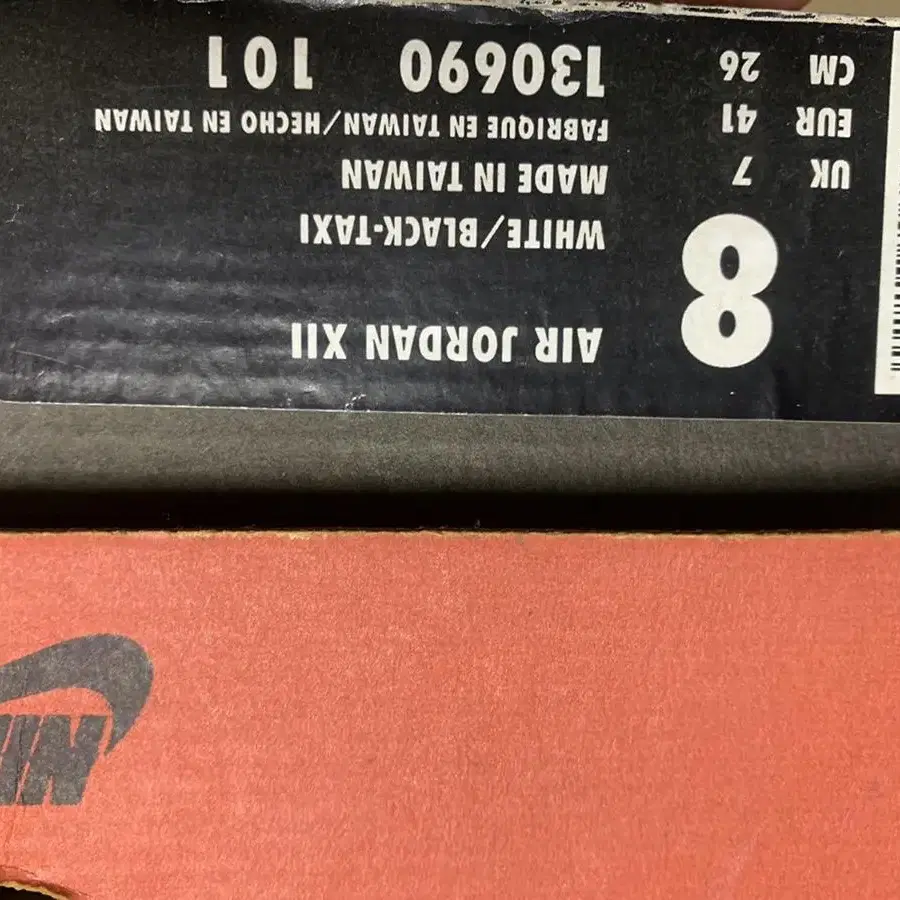 AIR JORDAN XII
8
WHITE/BLACK-TAXI
MADE IN TAIWAN
UK 7
FABRIQUE EN TAIWAN/HECHO EN TAIWAN
EUR 41
130690 101
CM 26